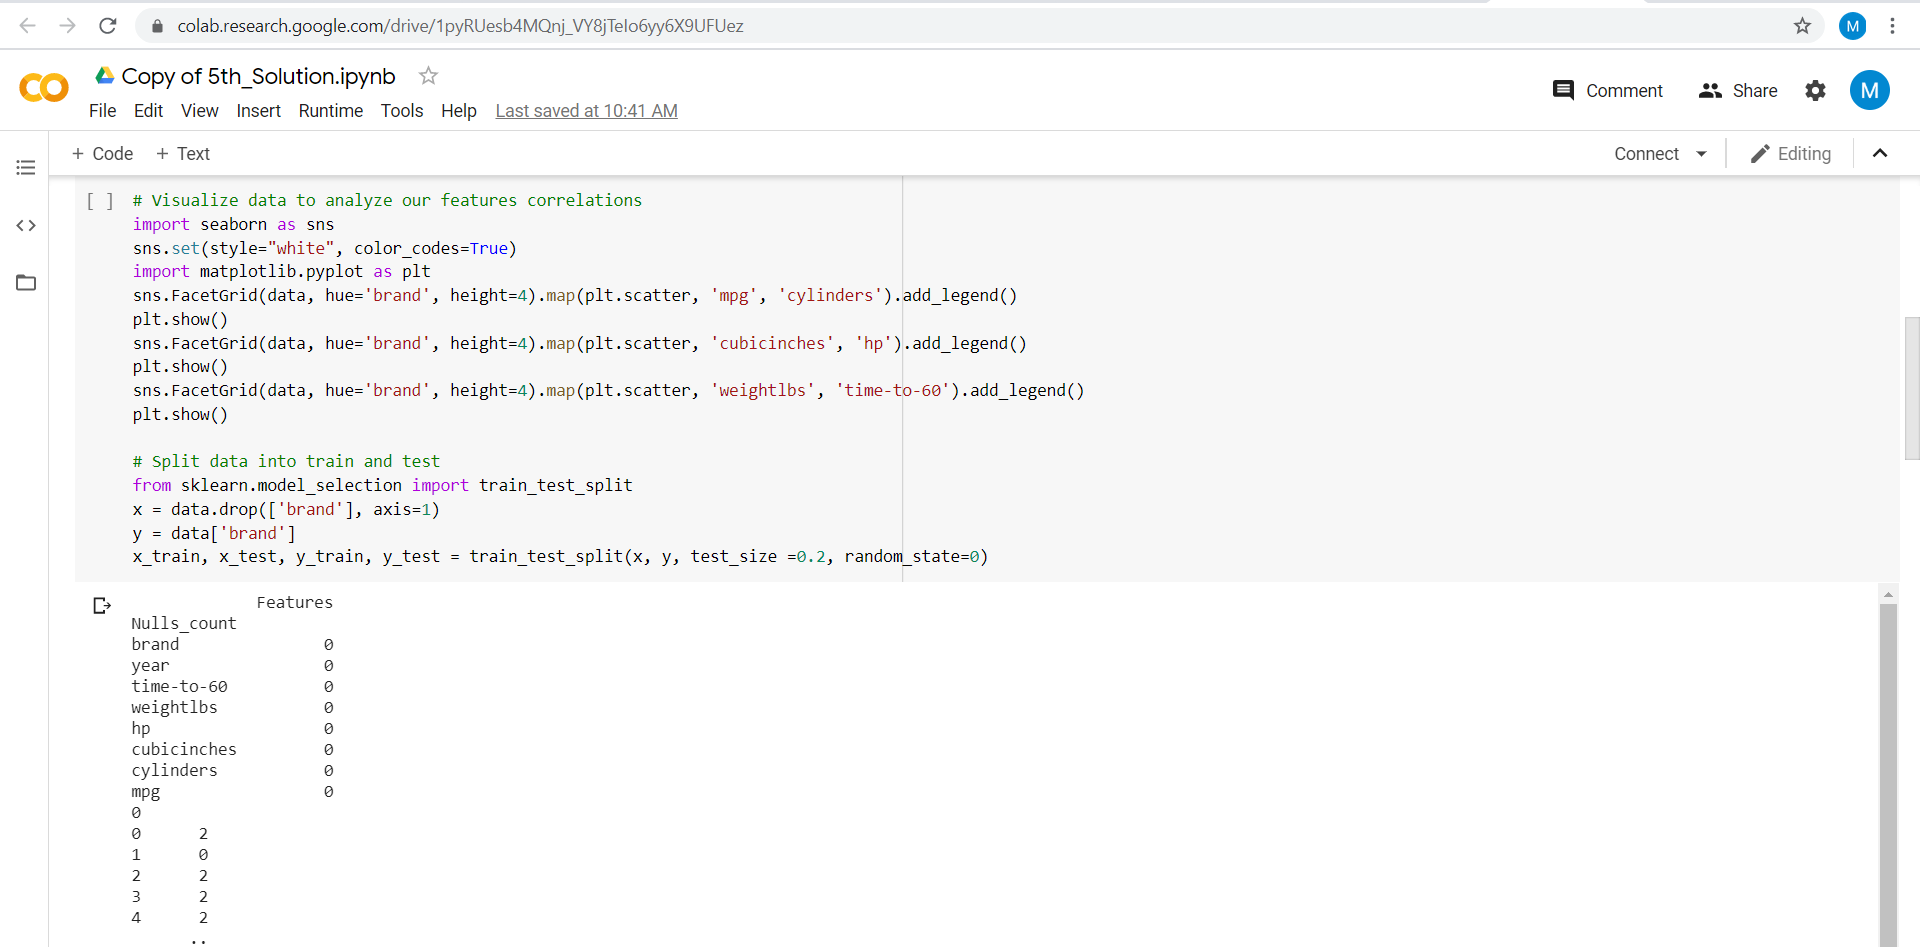 colab.research.google.com/drive/1pyRUesb4MQnj_VY8jTeIo6yy6X9UFUez
M
Copy of 5th_Solution.ipynb
Comment Share M
File Edit View Insert Runtime Tools Help Last saved at 10:41 AM
+ Code + Text Connect Editing
[ ] # Visualize data to analyze our features correlations
import seaborn as sns
sns.set(style="white", color_codes=True)
import matplotlib.pyplot as plt
sns.FacetGrid(data, hue='brand', height=4).map(plt.scatter, 'mpg', 'cylinders').add_legend()
plt.show()
sns.FacetGrid(data, hue='brand', height=4).map(plt.scatter, 'cubicinches', 'hp').add_legend()
plt.show()
sns.FacetGrid(data, hue='brand', height=4).map(plt.scatter, 'weightlbs', 'time-to-60').add_legend()
plt.show()
# Split data into train and test
from sklearn.model_selection import train_test_split
x = data.drop(['brand'], axis=1)
y = data['brand']
x_train, x_test, y_train, y_test = train_test_split(x, y, test_size =0.2, random_state=0)
Features
Nulls_count
brand 0
year 0
time-to-60 0
weightlbs 0
hp 0
cubicinches 0
cylinders 0
mpg 0
0
0 2
1 0
2 2
3 2
4 2
..